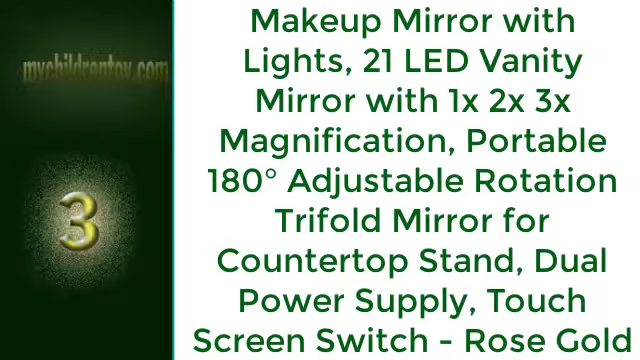 mychildrentoy.com
3
Makeup Mirror with
Lights, 21 LED Vanity
Mirror with 1x 2x 3x
Magnification, Portable
180° Adjustable Rotation
Trifold Mirror for
Countertop Stand, Dual
Power Supply, Touch
Screen Switch - Rose Gold